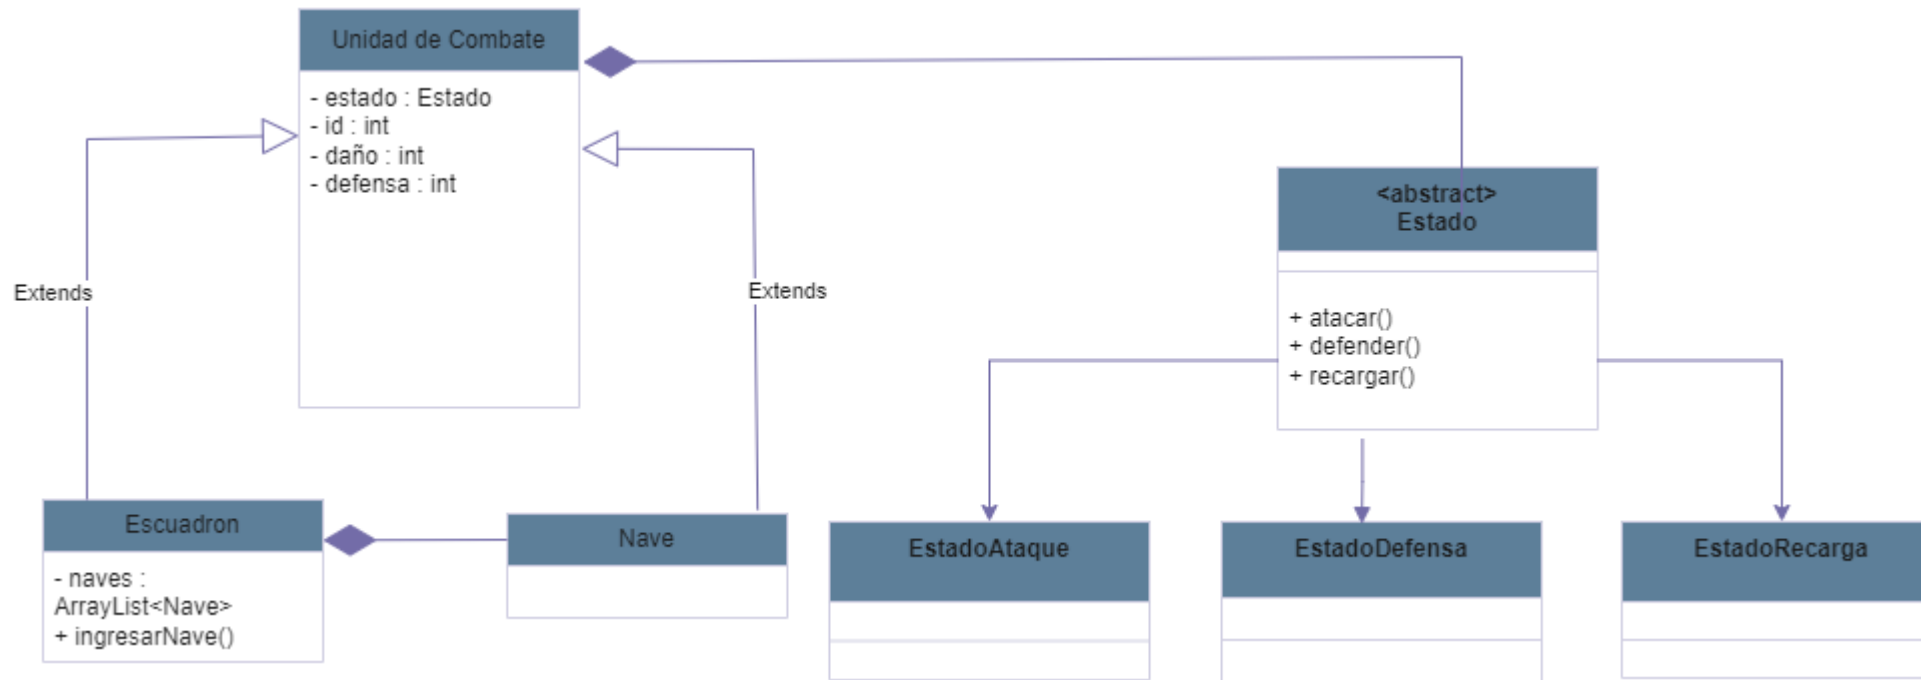 Unidad de Combate
- estado : Estado
- id : int
- daño : int
- defensa : int
Extends
Extends
<abstract>
Estado
+ atacar()
+ defender()
+ recargar()
Escuadron
- naves :
ArrayList<Nave>
+ ingresarNave()
Nave
EstadoAtaque
EstadoDefensa
EstadoRecarga